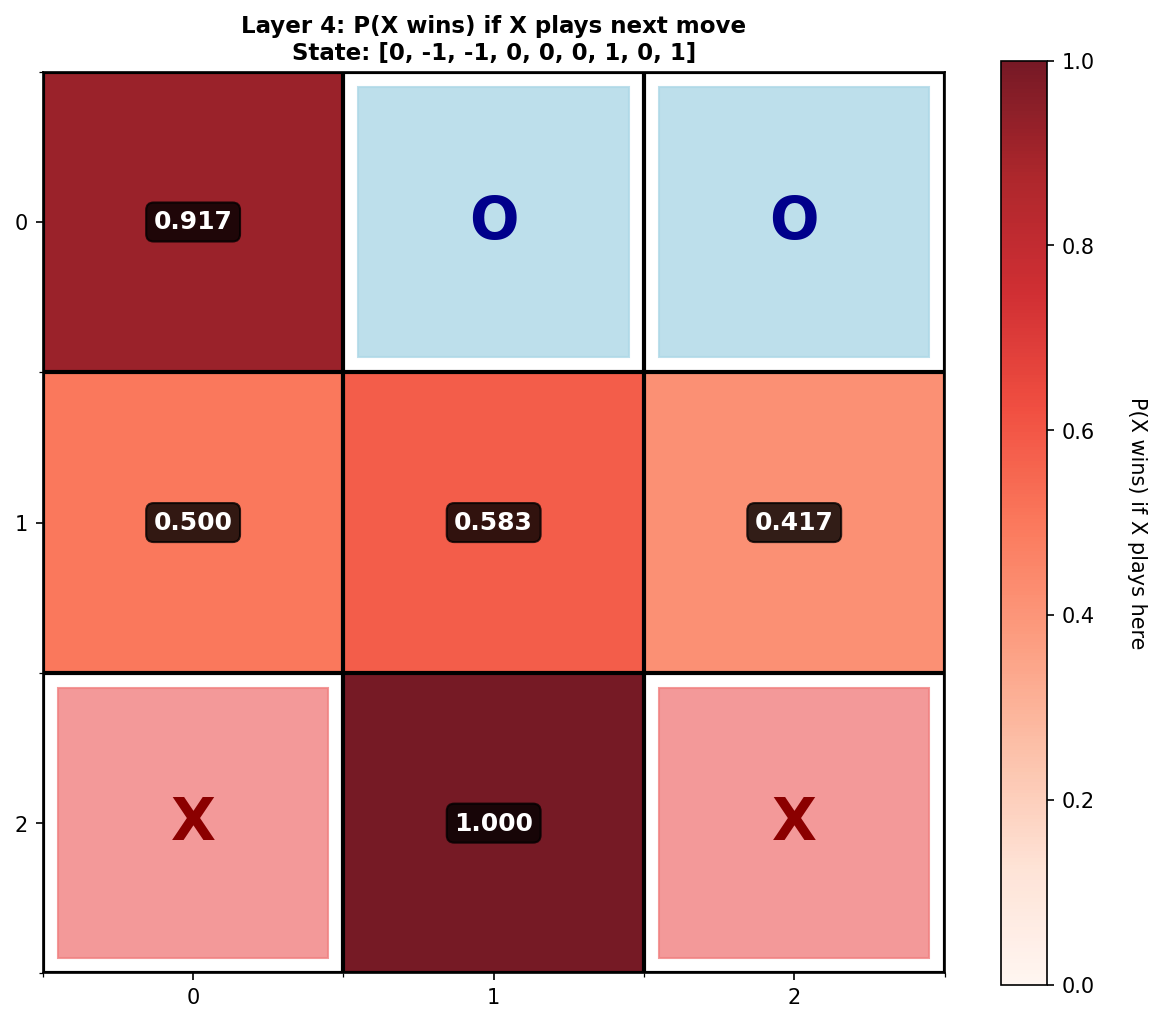 Layer 4: P(X wins) if X plays next move
State: [0, -1, -1, 0, 0, 0, 1, 0, 1]
1.0
0.8
0.6
0.4
0.2
0.0
P(X wins) if X plays here
0
0.917
O
O
1
0.500
0.583
0.417
2
X
1.000
X
0
1
2